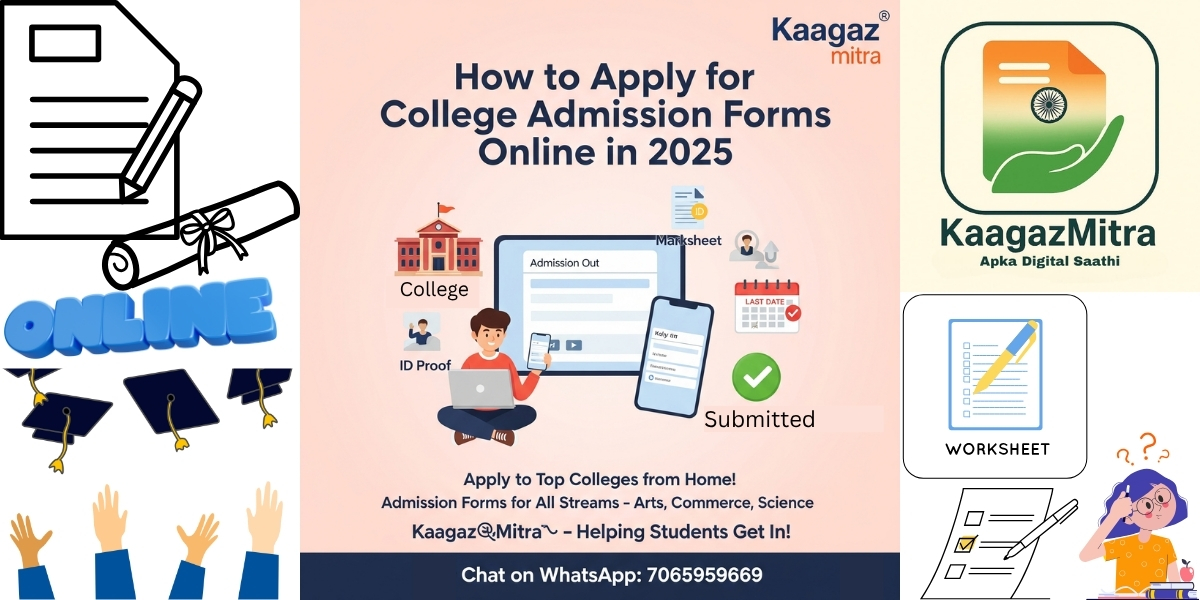 ONLINE
Kaagaz®
mitra
How to Apply for
College Admission Forms
Online in 2025
College
ID Proof
Admission Out
ID
Marksheet
LAST DATE
Submitted
Apply to Top Colleges from Home!
Admission Forms for All Streams – Arts, Commerce, Science
Kaagaz Mitra – Helping Students Get In!
Chat on WhatsApp: 7065959669
KaagazMitra
Apka Digital Saathi
WORKSHEET
? ? ?